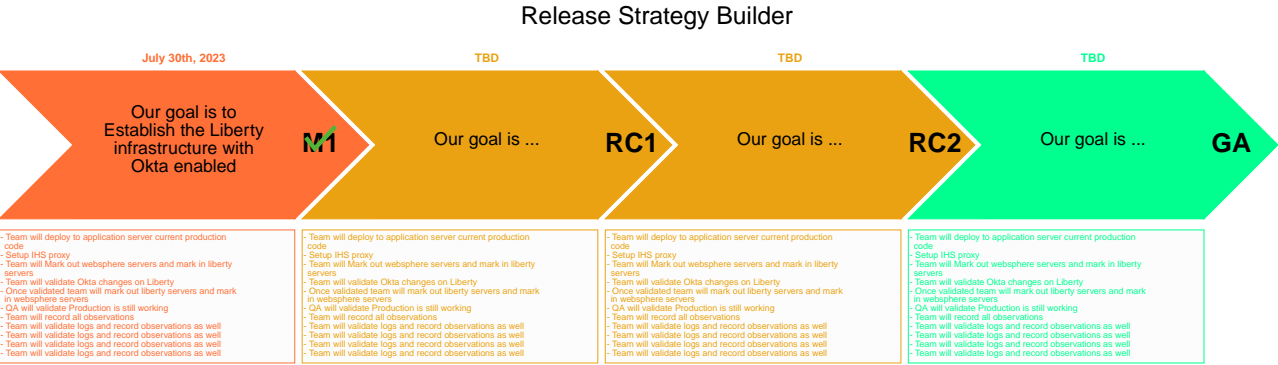 Release Strategy Builder
July 30th, 2023
TBD
TBD
TBD
Our goal is to
Establish the Liberty
infrastructure with
Okta enabled
M1
Our goal is ...
RC1
Our goal is ...
RC2
Our goal is ...
GA
- Team will deploy to application server current production
code
- Setup IHS proxy
- Team will Mark out websphere servers and mark in liberty
servers
- Team will validate Okta changes on Liberty
- Once validated team will mark out liberty servers and mark
in websphere servers
- QA will validate Production is still working
- Team will record all observations
- Team will validate logs and record observations as well
- Team will validate logs and record observations as well
- Team will validate logs and record observations as well
- Team will validate logs and record observations as well
- Team will deploy to application server current production
code
- Setup IHS proxy
- Team will Mark out websphere servers and mark in liberty
servers
- Team will validate Okta changes on Liberty
- Once validated team will mark out liberty servers and mark
in websphere servers
- QA will validate Production is still working
- Team will record all observations
- Team will validate logs and record observations as well
- Team will validate logs and record observations as well
- Team will validate logs and record observations as well
- Team will validate logs and record observations as well
- Team will deploy to application server current production
code
- Setup IHS proxy
- Team will Mark out websphere servers and mark in liberty
servers
- Team will validate Okta changes on Liberty
- Once validated team will mark out liberty servers and mark
in websphere servers
- QA will validate Production is still working
- Team will record all observations
- Team will validate logs and record observations as well
- Team will validate logs and record observations as well
- Team will validate logs and record observations as well
- Team will validate logs and record observations as well
- Team will deploy to application server current production
code
- Setup IHS proxy
- Team will Mark out websphere servers and mark in liberty
servers
- Team will validate Okta changes on Liberty
- Once validated team will mark out liberty servers and mark
in websphere servers
- QA will validate Production is still working
- Team will record all observations
- Team will validate logs and record observations as well
- Team will validate logs and record observations as well
- Team will validate logs and record observations as well
- Team will validate logs and record observations as well